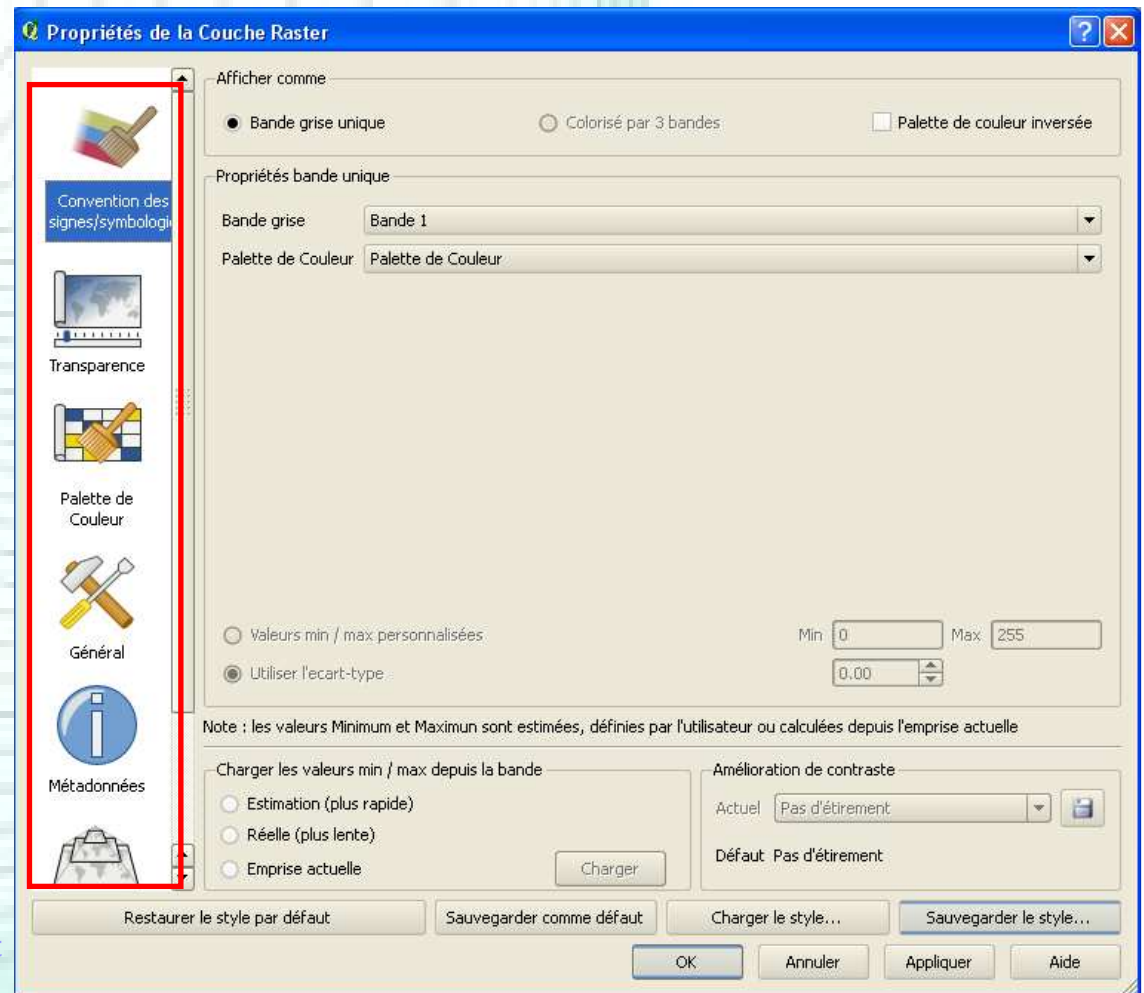 Propriétés de la Couche Raster
Convention des
signes/symbologi
Transparence
Palette de
Couleur
Général
Métadonnées
Afficher comme
Bande grise unique
Colorisé par 3 bandes
Palette de couleur inversée
Propriétés bande unique
Bande grise Bande 1
Palette de Couleur Palette de Couleur
Valeurs min / max personnalisées Min 0 Max 255
Utiliser l'ecart-type 0.00
Note : les valeurs Minimum et Maximun sont estimées, définies par l'utilisateur ou calculées depuis l'emprise actuelle
Charger les valeurs min / max depuis la bande
Estimation (plus rapide)
Réelle (plus lente)
Emprise actuelle
Charger
Amélioration de contraste
Actuel Pas d'étirement
Défaut Pas d'étirement
Restaurer le style par défaut
Sauvegarder comme défaut
Charger le style...
Sauvegarder le style...
OK
Annuler
Appliquer
Aide